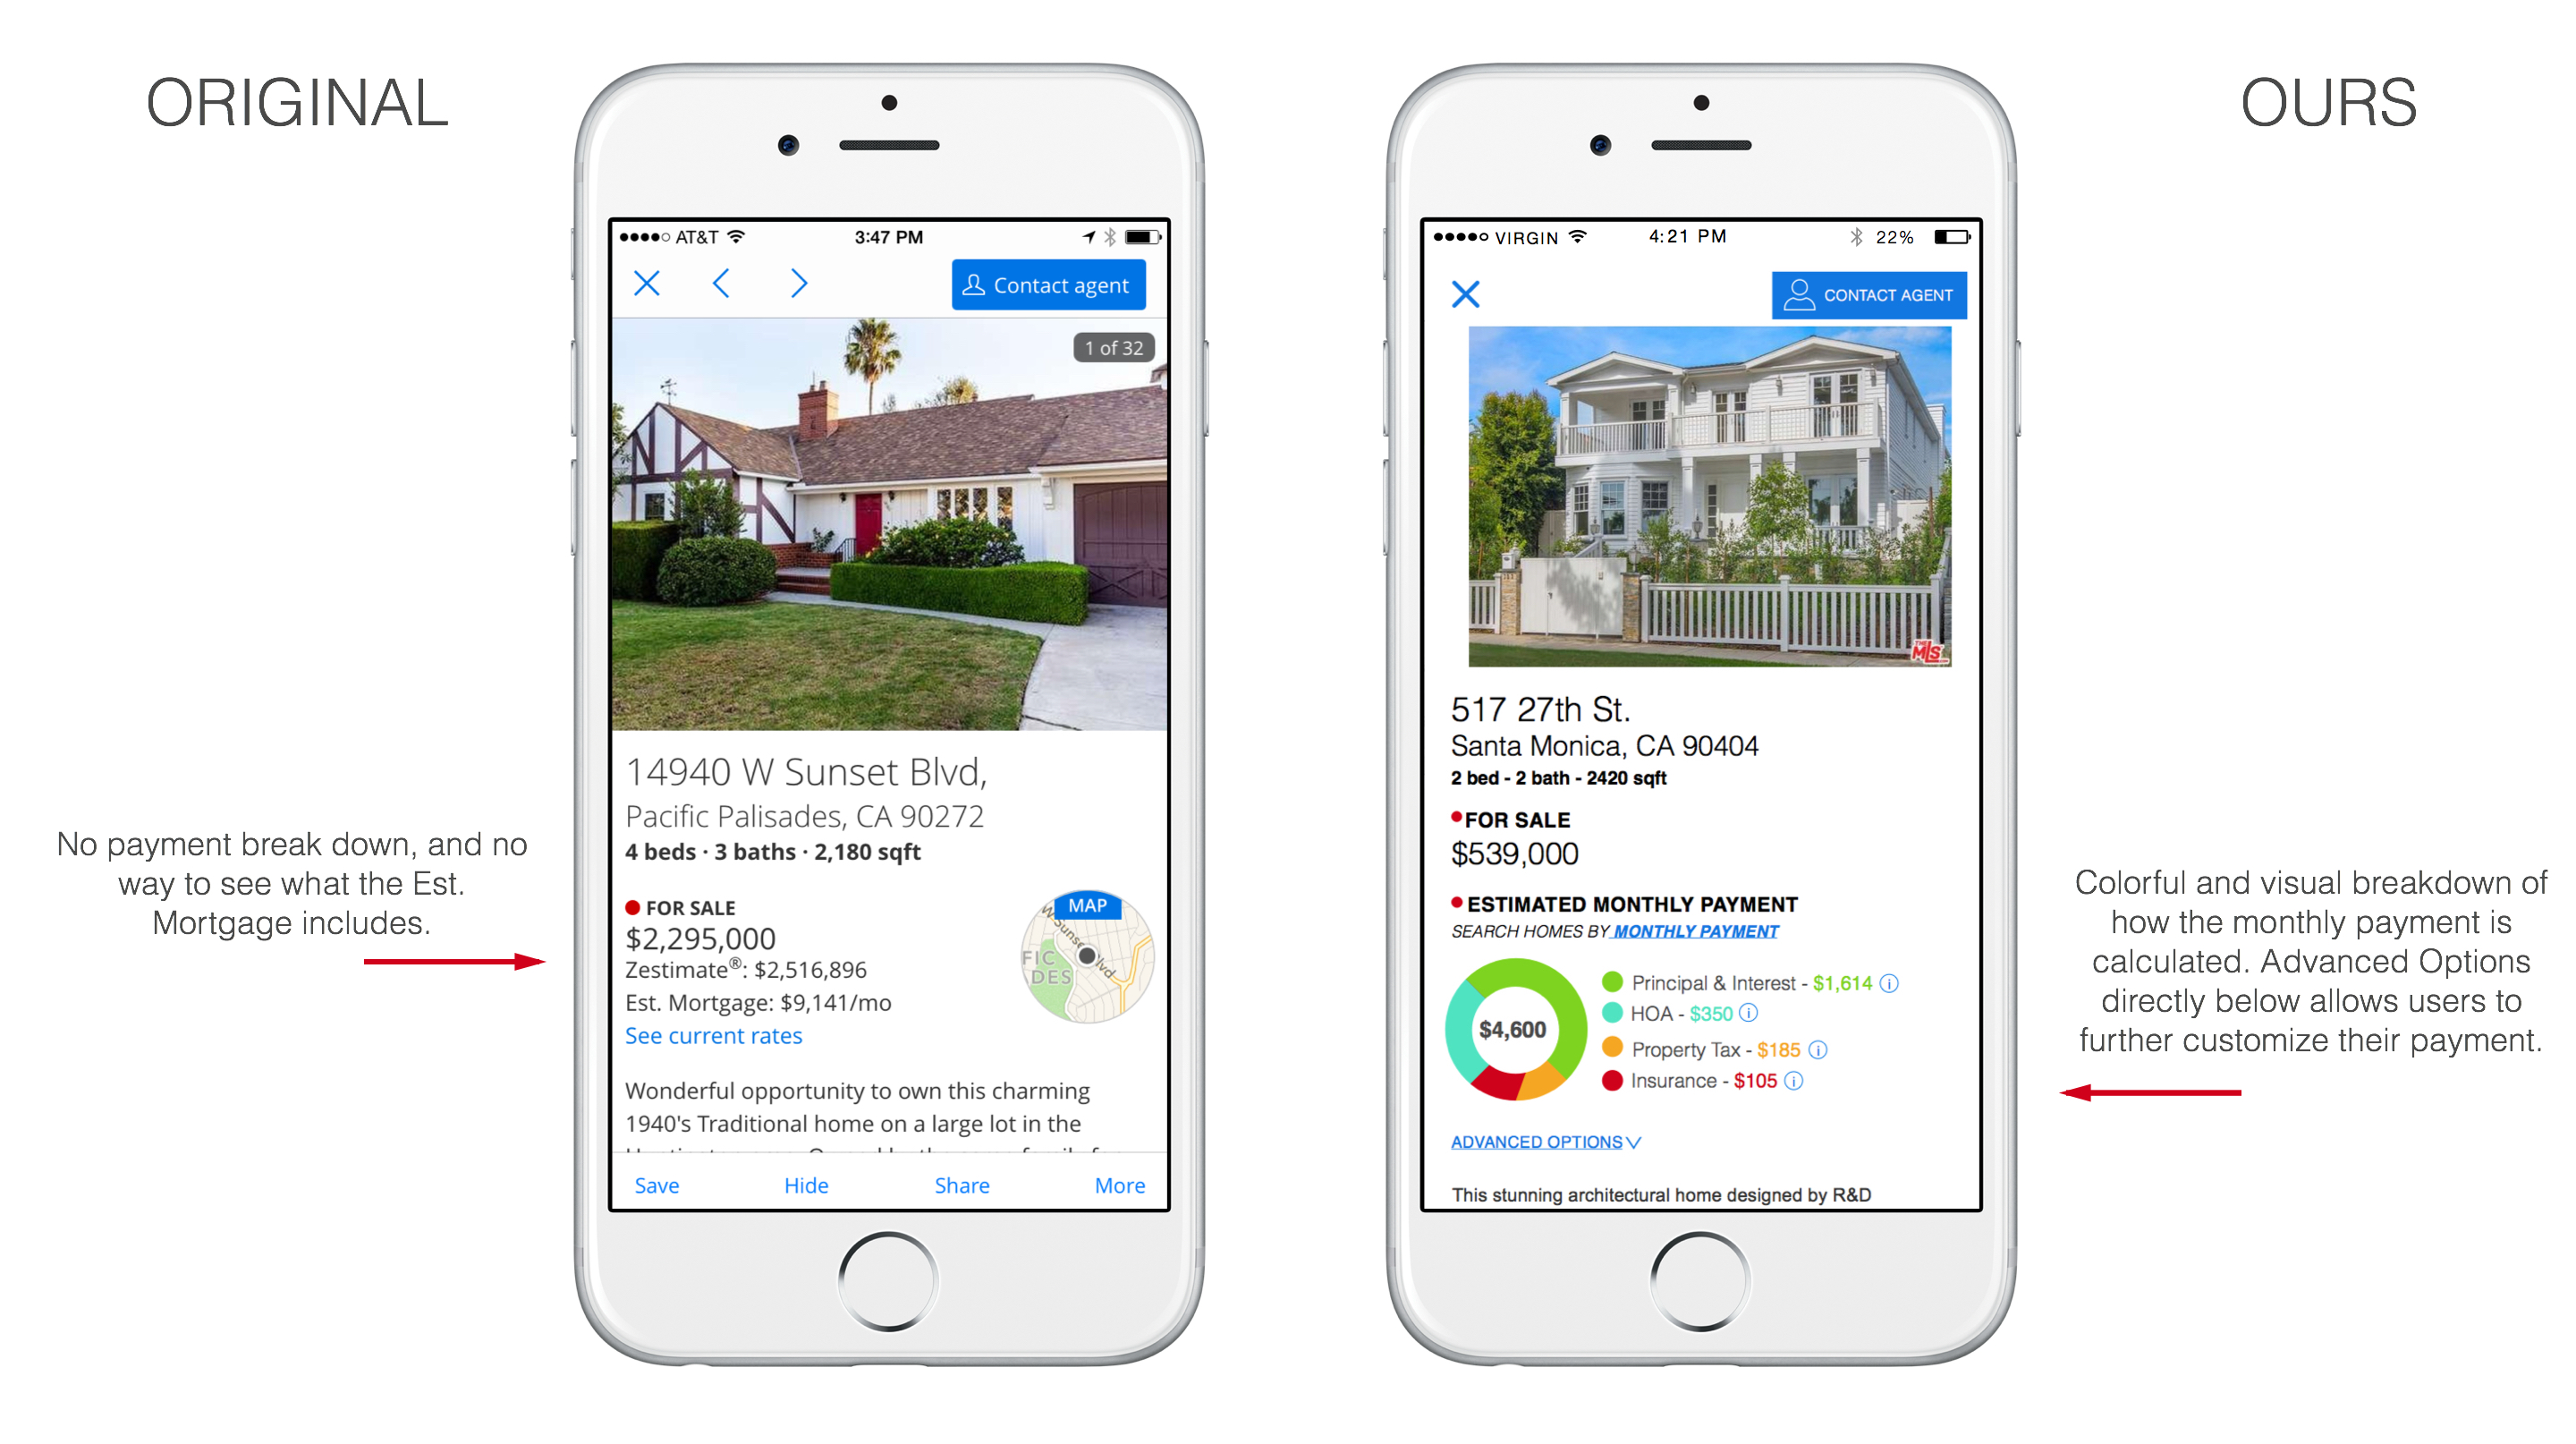 ORIGINAL
OURS
AT&T
3:47 PM
Contact agent
1 of 32
14940 W Sunset Blvd,
Pacific Palisades, CA 90272
4 beds · 3 baths · 2,180 sqft
FOR SALE
$2,295,000
Zestimate®: $2,516,896
Est. Mortgage: $9,141/mo
See current rates
MAP
W Sunset Blvd
FIC
DES
Wonderful opportunity to own this charming
1940's Traditional home on a large lot in the
Save Hide Share More
No payment break down, and no
way to see what the Est.
Mortgage includes.
VIRGIN
4:21 PM
22%
CONTACT AGENT
THE
MLS
517 27th St.
Santa Monica, CA 90404
2 bed - 2 bath - 2420 sqft
FOR SALE
$539,000
ESTIMATED MONTHLY PAYMENT
SEARCH HOMES BY MONTHLY PAYMENT
$4,600
Principal & Interest - $1,614 i
HOA - $350 i
Property Tax - $185 i
Insurance - $105 i
ADVANCED OPTIONS
This stunning architectural home designed by R&D
Colorful and visual breakdown of
how the monthly payment is
calculated. Advanced Options
directly below allows users to
further customize their payment.